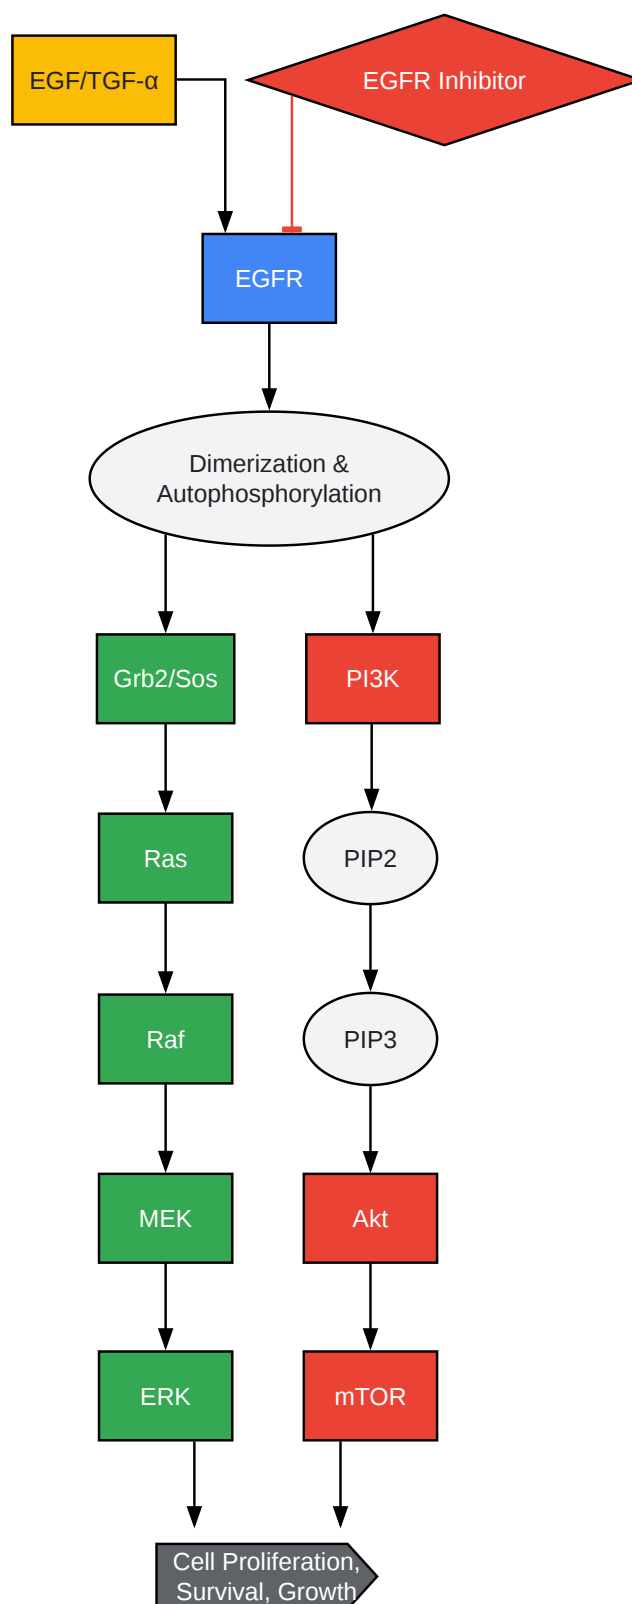 EGF/TGF-α
EGFR Inhibitor
EGFR
Dimerization &
Autophosphorylation
Grb2/Sos
PI3K
Ras
PIP2
Raf
PIP3
MEK
Akt
ERK
mTOR
Cell Proliferation,
Survival, Growth